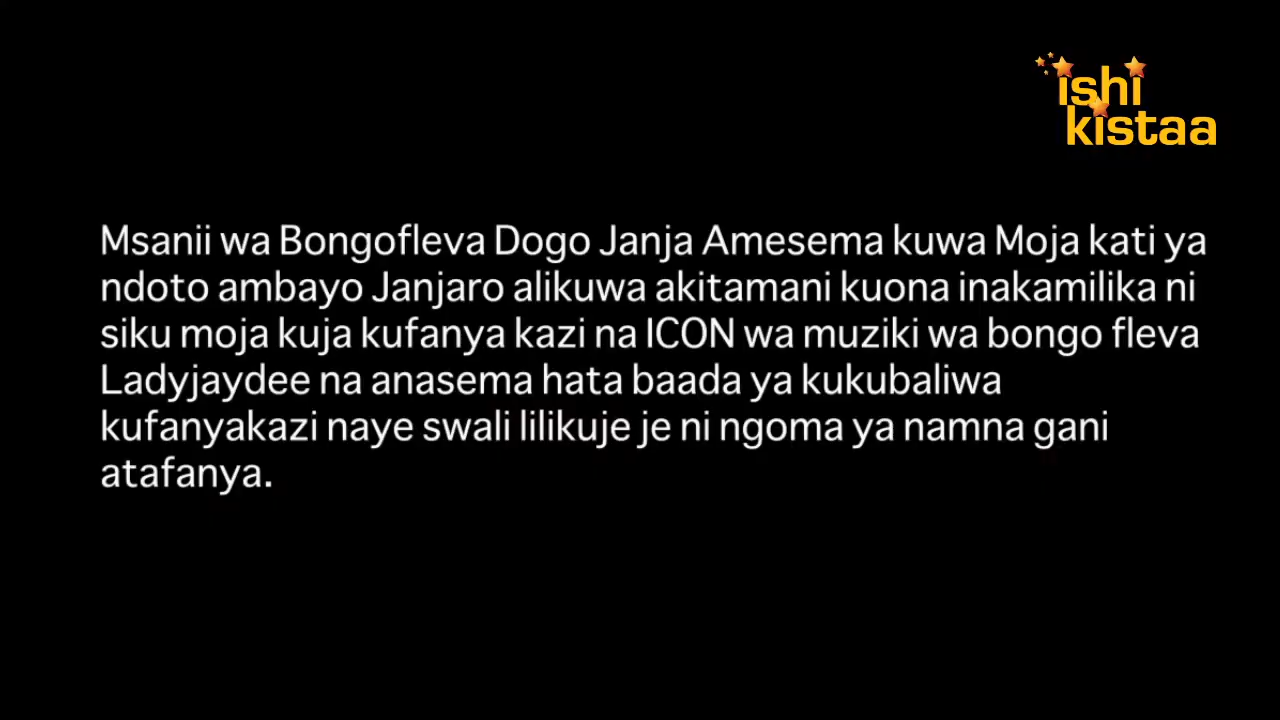 ishi
kistaa
Msanii wa Bongofleva Dogo Janja Amesema kuwa Moja kati ya
ndoto ambayo Janjaro alikuwa akitamani kuona inakamilika ni
siku moja kuja kufanya kazi na ICON wa muziki wa bongo fleva
Ladyjaydee na anasema hata baada ya kukubaliwa
kufanyakazi naye swali lilikuje je ni ngoma ya namna gani
atafanya.